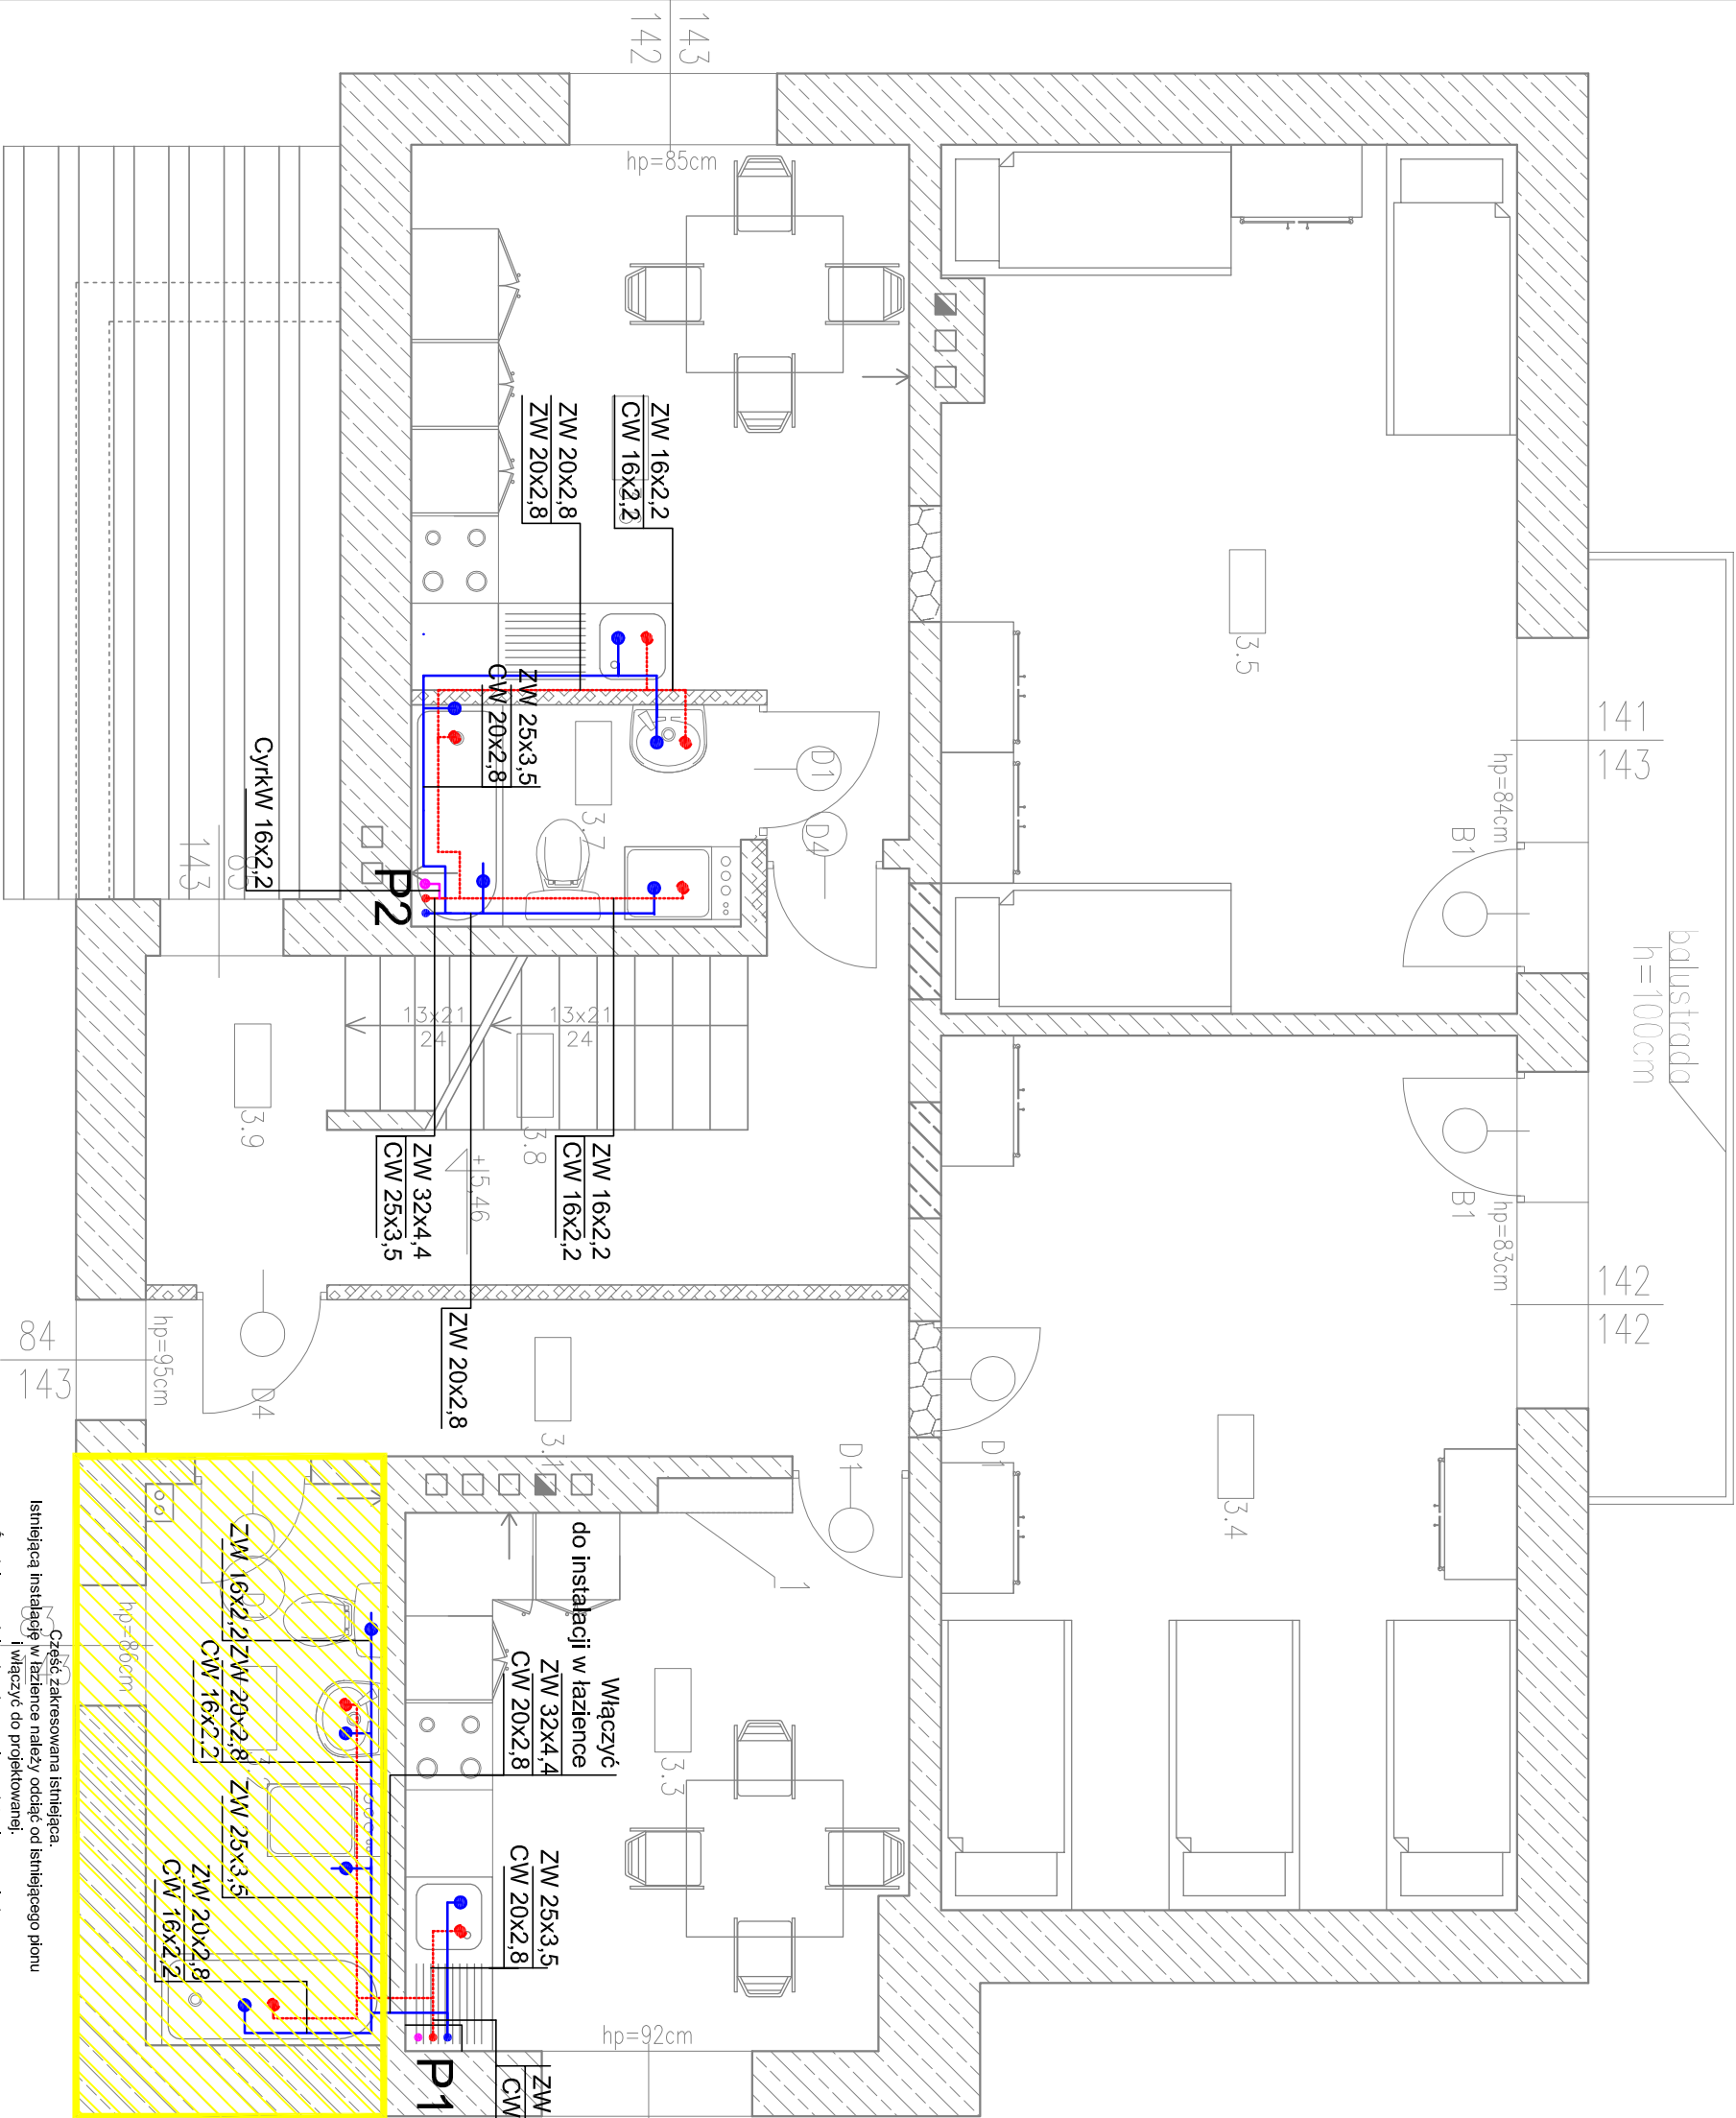 143
142
hp=85cm
3.5
141
143
hp=84cm
B1
balustrada
h=100cm
B1
hp=83cm
142
142
3.4
D1
ZW 16x2,2
CW 16x2,2
ZW 20x2,8
ZW 20x2,8
ZW 25x3,5
CW 20x2,8
3.7
D1
D4
CyrkW 16x2,2
143
P2
13x21
24
13x21
24
3.9
3.8
+5,46
ZW 16x2,2
CW 16x2,2
ZW 32x4,4
CW 25x3,5
ZW 20x2,8
84
143
hp=95cm
D4
3.1
D1
1
Włączyć
do instalacji w łazience
ZW 32x4,4
CW 20x2,8
3.3
ZW 25x3,5
CW 20x2,8
hp=92cm
P1
ZW
CW
ZW 16x2,2
ZW 20x2,8
CW 16x2,2
ZW 25x3,5
ZW 20x2,8
CW 16x2,2
hp=86cm
Cześć zakresowana istniejąca.
Istniejącą instalację w łazience należy odciąć od istniejącego pionu
i włączyć do projektowanej.